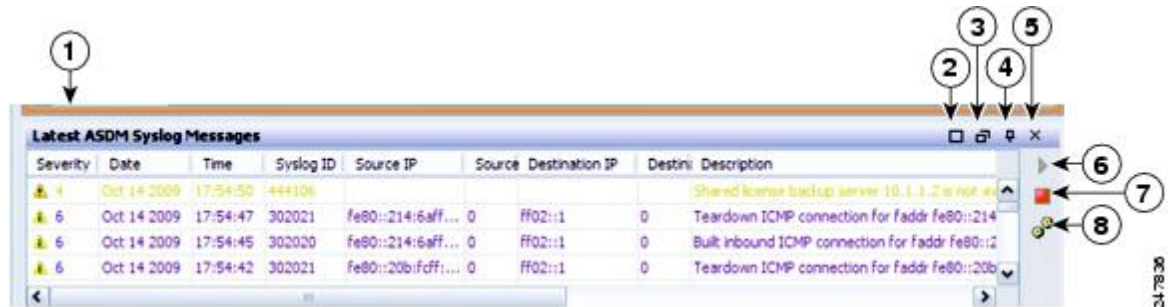 3
5
1
2
4
Latest ASDM Syslog Messages
Severity Date Time Syslog ID Source IP Source Destination IP Destin Description
4 Oct 14 2009 17:54:50 444106 Shared license backup server 10.1.1.2 is not
6 Oct 14 2009 17:54:47 302021 fe80::214:6aff... 0 ff02::1 0 Teardown ICMP connection for faddr fe80::214
6 Oct 14 2009 17:54:45 302020 fe80::214:6aff... 0 ff02::1 0 Built inbound ICMP connection for faddr fe80::2
6 Oct 14 2009 17:54:42 302021 fe80::20b:fcff:... 0 ff02::1 0 Teardown ICMP connection for faddr fe80::20b
6
7
8
247836